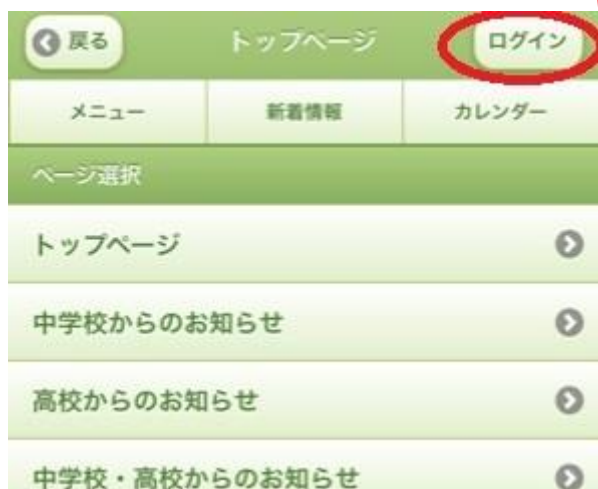 戻る トップページ ログイン
メニュー 新着情報 カレンダー
ページ選択
トップページ
中学校からのお知らせ
高校からのお知らせ
中学校・高校からのお知らせ